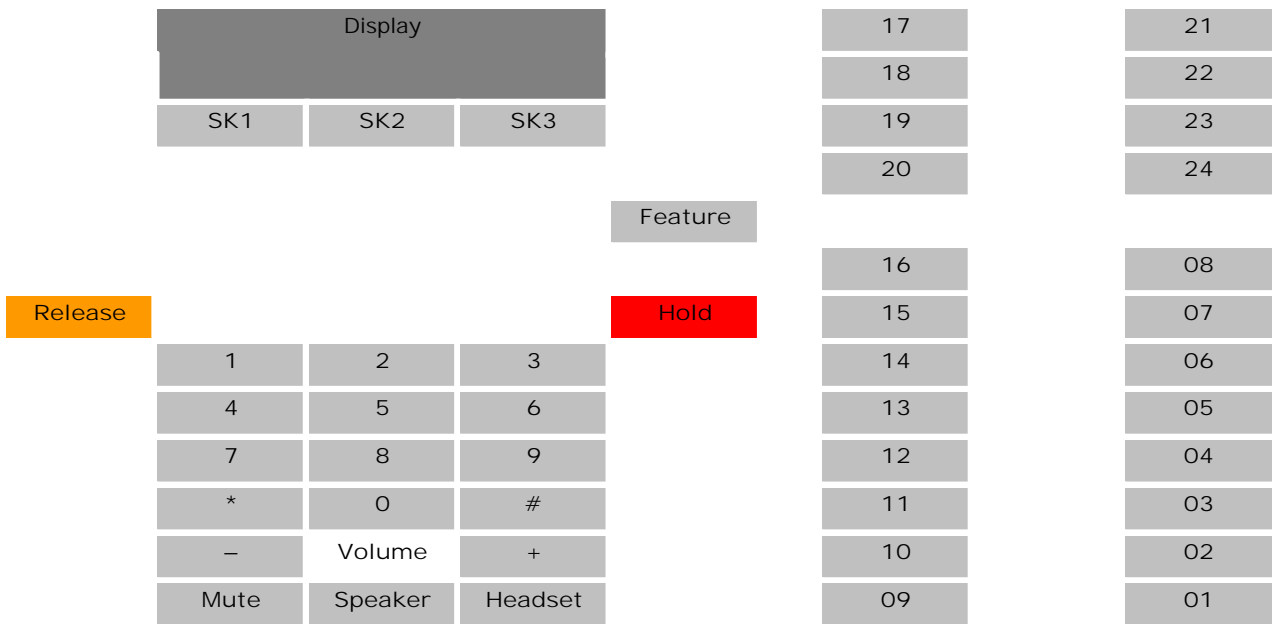 Display 17 21
18 22
SK1 SK2 SK3 19 23
20 24
Feature
16 08
Release Hold 15 07
1 2 3 14 06
4 5 6 13 05
7 8 9 12 04
* 0 # 11 03
– Volume + 10 02
Mute Speaker Headset 09 01